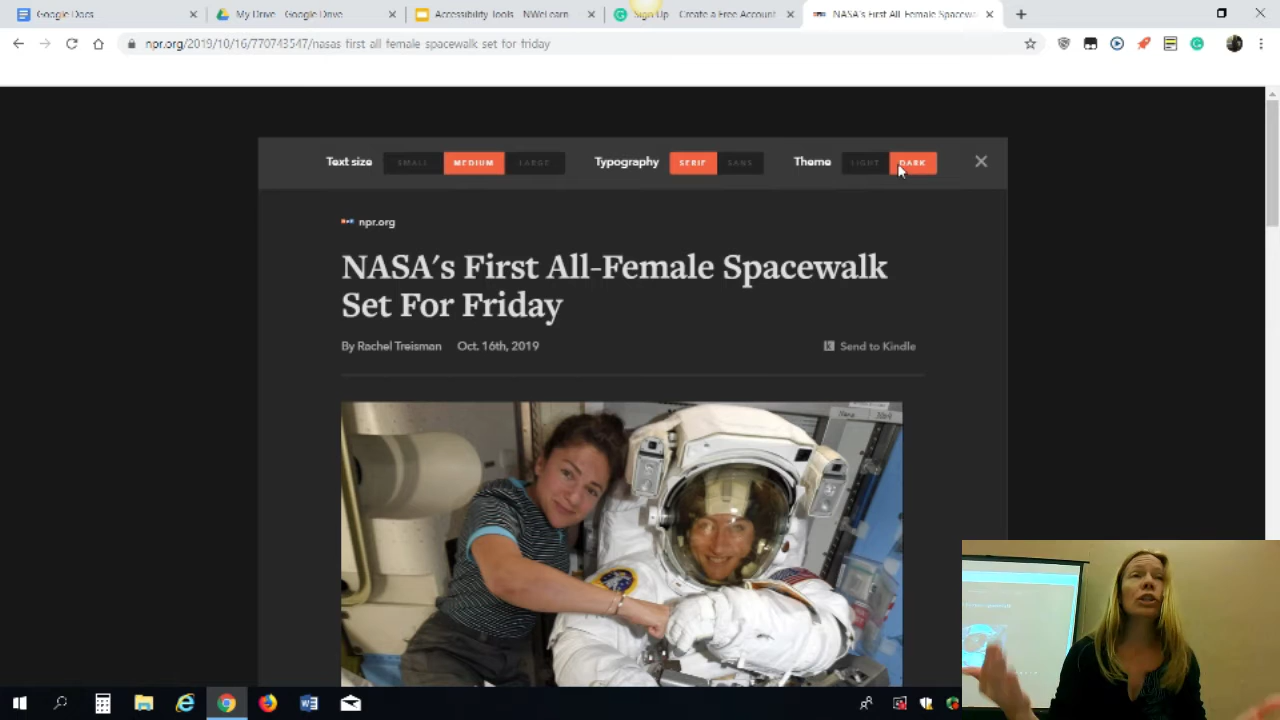 Google Docs
My Drive - Google Drive
Accessibility Tools - NWeLearn
Sign Up - Create a Free Account
NASA's First All-Female Spacewa
npr.org/2019/10/16/770743547/nasas first all female spacewalk set for friday
Text size SMALL MEDIUM LARGE Typography SERIF SANS Theme LIGHT DARK
npr.org
NASA's First All-Female Spacewalk
Set For Friday
By Rachel Treisman Oct. 16th, 2019
Send to Kindle